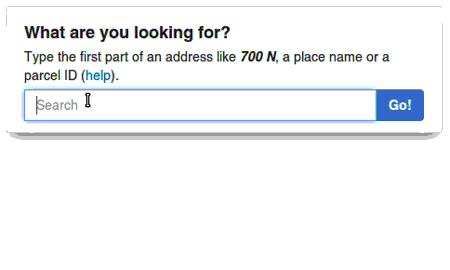 What are you looking for?
Type the first part of an address like 700 N, a place name or a
parcel ID (help).
Search
Go!